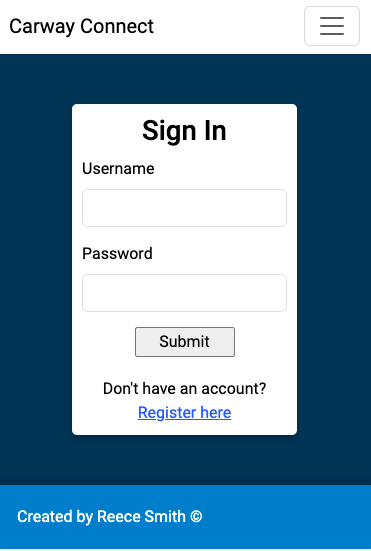 Carway Connect
Sign In
Username
Password
Submit
Don't have an account?
Register here
Created by Reece Smith ©